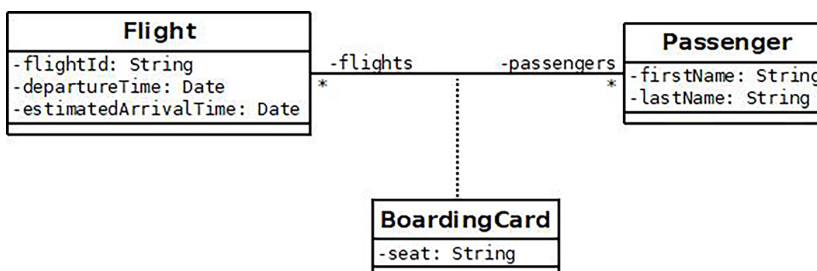 Flight
-flightId: String
-departureTime: Date
-estimatedArrivalTime: Date
-flights
*
-passengers
*
Passenger
-firstName: String
-lastName: String
BoardingCard
-seat: String